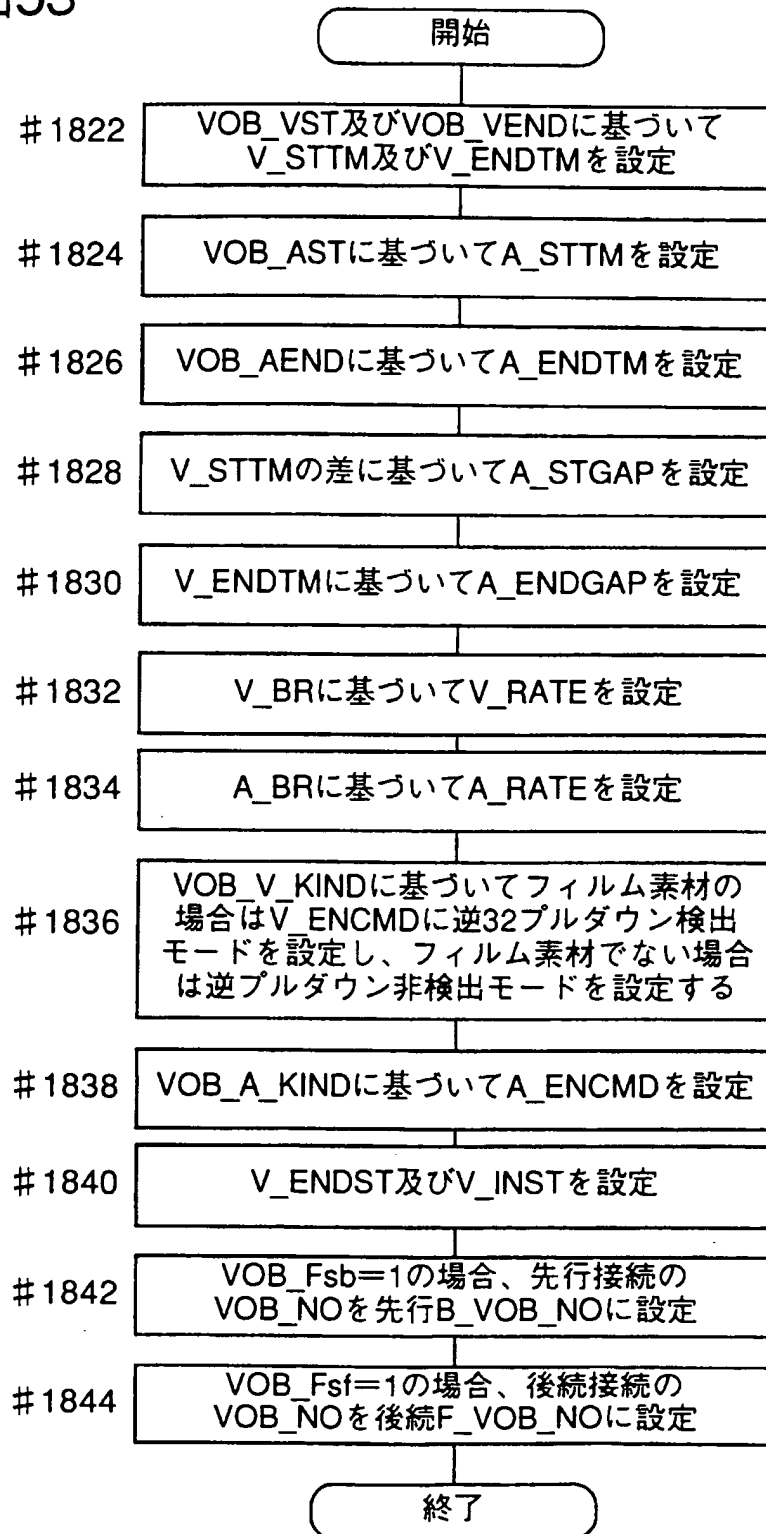 53
開始
#1822
VOB_VST及びVOB_VENDに基づいて
V_STTM及びV_ENDTMを設定
#1824
VOB_ASTに基づいてA_STTMを設定
#1826
VOB_AENDに基づいてA_ENDTMを設定
#1828
V_STTMの差に基づいてA_STGAPを設定
#1830
V_ENDTMに基づいてA_ENDGAPを設定
#1832
V_BRに基づいてV_RATEを設定
#1834
A_BRに基づいてA_RATEを設定
#1836
VOB_V_KINDに基づいてフィルム素材の
場合はV_ENCMDに逆32プルダウン検出
モードを設定し、フィルム素材でない場合
は逆プルダウン非検出モードを設定する
#1838
VOB_A_KINDに基づいてA_ENCMDを設定
#1840
V_ENDST及びV_INSTを設定
#1842
VOB_Fsb=1の場合、先行接続の
VOB_NOを先行B_VOB_NOに設定
#1844
VOB_Fsf=1の場合、後続接続の
VOB_NOを後続F_VOB_NOに設定
終了